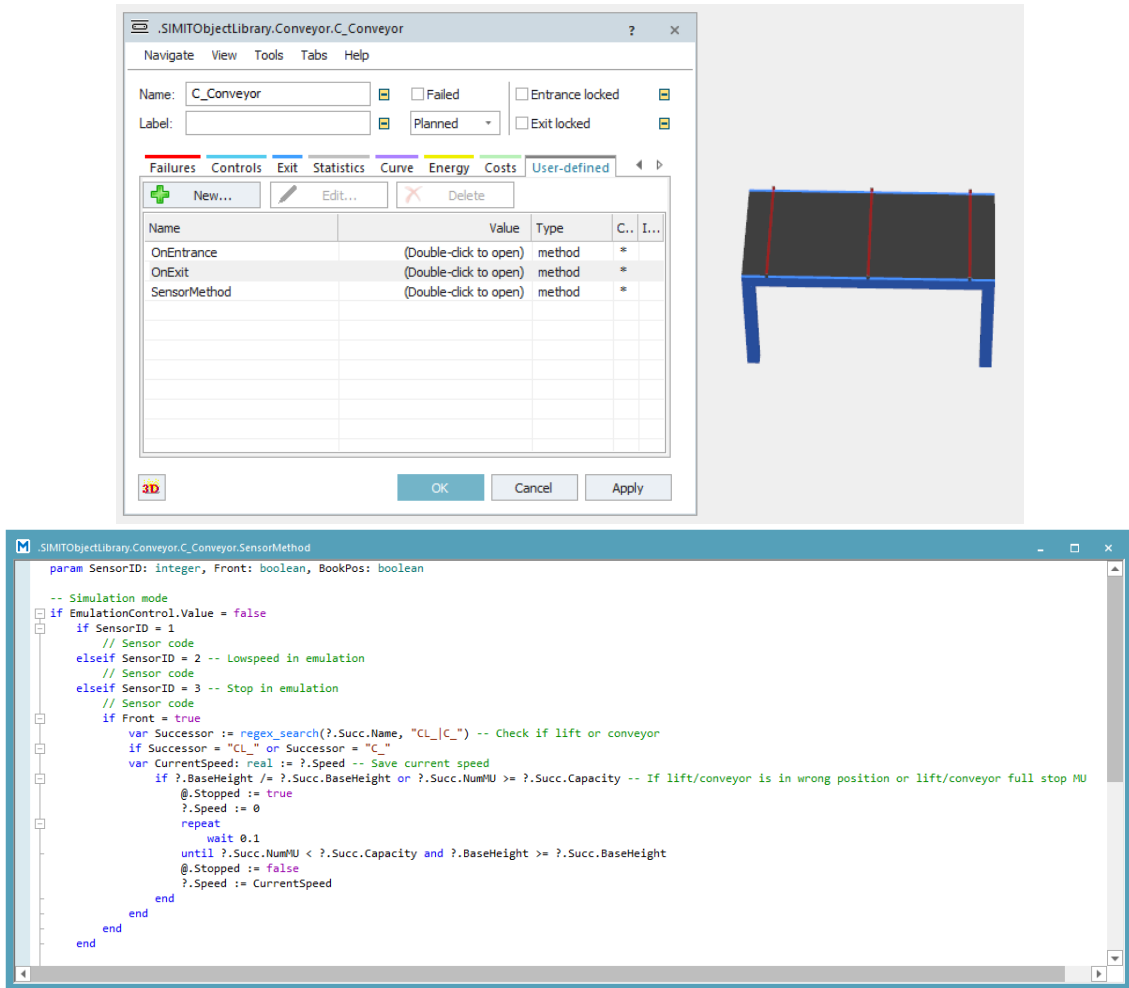 .SIMITObjectLibrary.Conveyor.C_Conveyor ? ×
Navigate View Tools Tabs Help
Name: C_Conveyor Failed Entrance locked
Label: Planned Exit locked
Failures Controls Exit Statistics Curve Energy Costs User-defined
New... Edit... Delete
Name Value Type C.. I...
OnEntrance (Double-click to open) method *
OnExit (Double-click to open) method *
SensorMethod (Double-click to open) method *
3D OK Cancel Apply
M .SIMITObjectLibrary.Conveyor.C_Conveyor.SensorMethod
param SensorID: integer, Front: boolean, BookPos: boolean
-- Simulation mode
if EmulationControl.Value = false
if SensorID = 1
// Sensor code
elseif SensorID = 2 -- Lowspeed in emulation
// Sensor code
elseif SensorID = 3 -- Stop in emulation
// Sensor code
if Front = true
var Successor := regex_search(?.Succ.Name, "CL_|C_") -- Check if lift or conveyor
if Successor = "CL_" or Successor = "C_"
var CurrentSpeed: real := ?.Speed -- Save current speed
if ?.BaseHeight /= ?.Succ.BaseHeight or ?.Succ.NumMU >= ?.Succ.Capacity -- If lift/conveyor is in wrong position or lift/conveyor full stop MU
@.Stopped := true
?.Speed := 0
repeat
wait 0.1
until ?.Succ.NumMU < ?.Succ.Capacity and ?.BaseHeight >= ?.Succ.BaseHeight
@.Stopped := false
?.Speed := CurrentSpeed
end
end
end
end